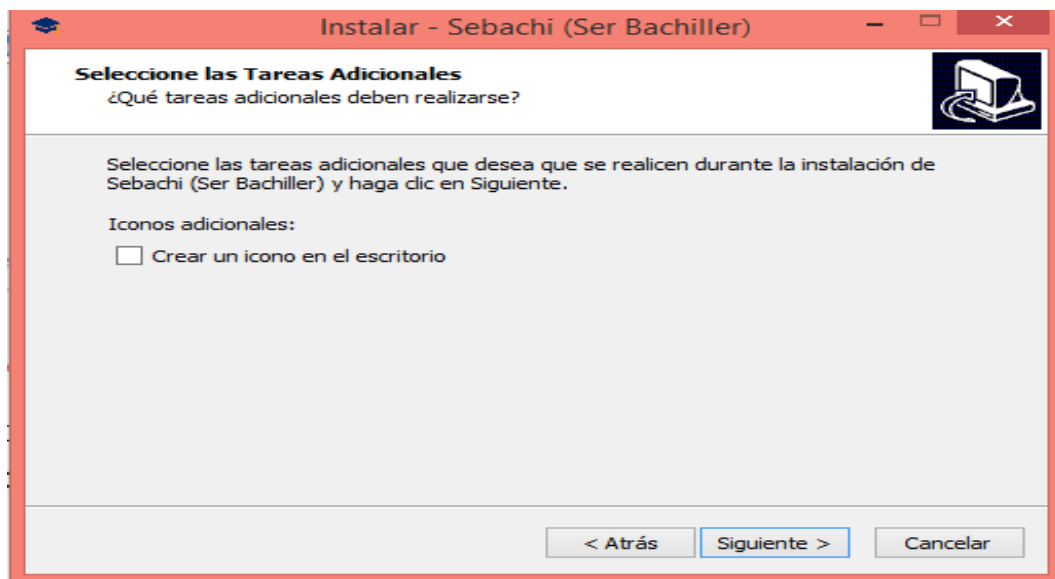 Instalar - Sebachi (Ser Bachiller)
Seleccione las Tareas Adicionales
¿Qué tareas adicionales deben realizarse?
Seleccione las tareas adicionales que desea que se realicen durante la instalación de
Sebachi (Ser Bachiller) y haga clic en Siguiente.
Iconos adicionales:
Crear un icono en el escritorio
< Atrás
Siguiente >
Cancelar